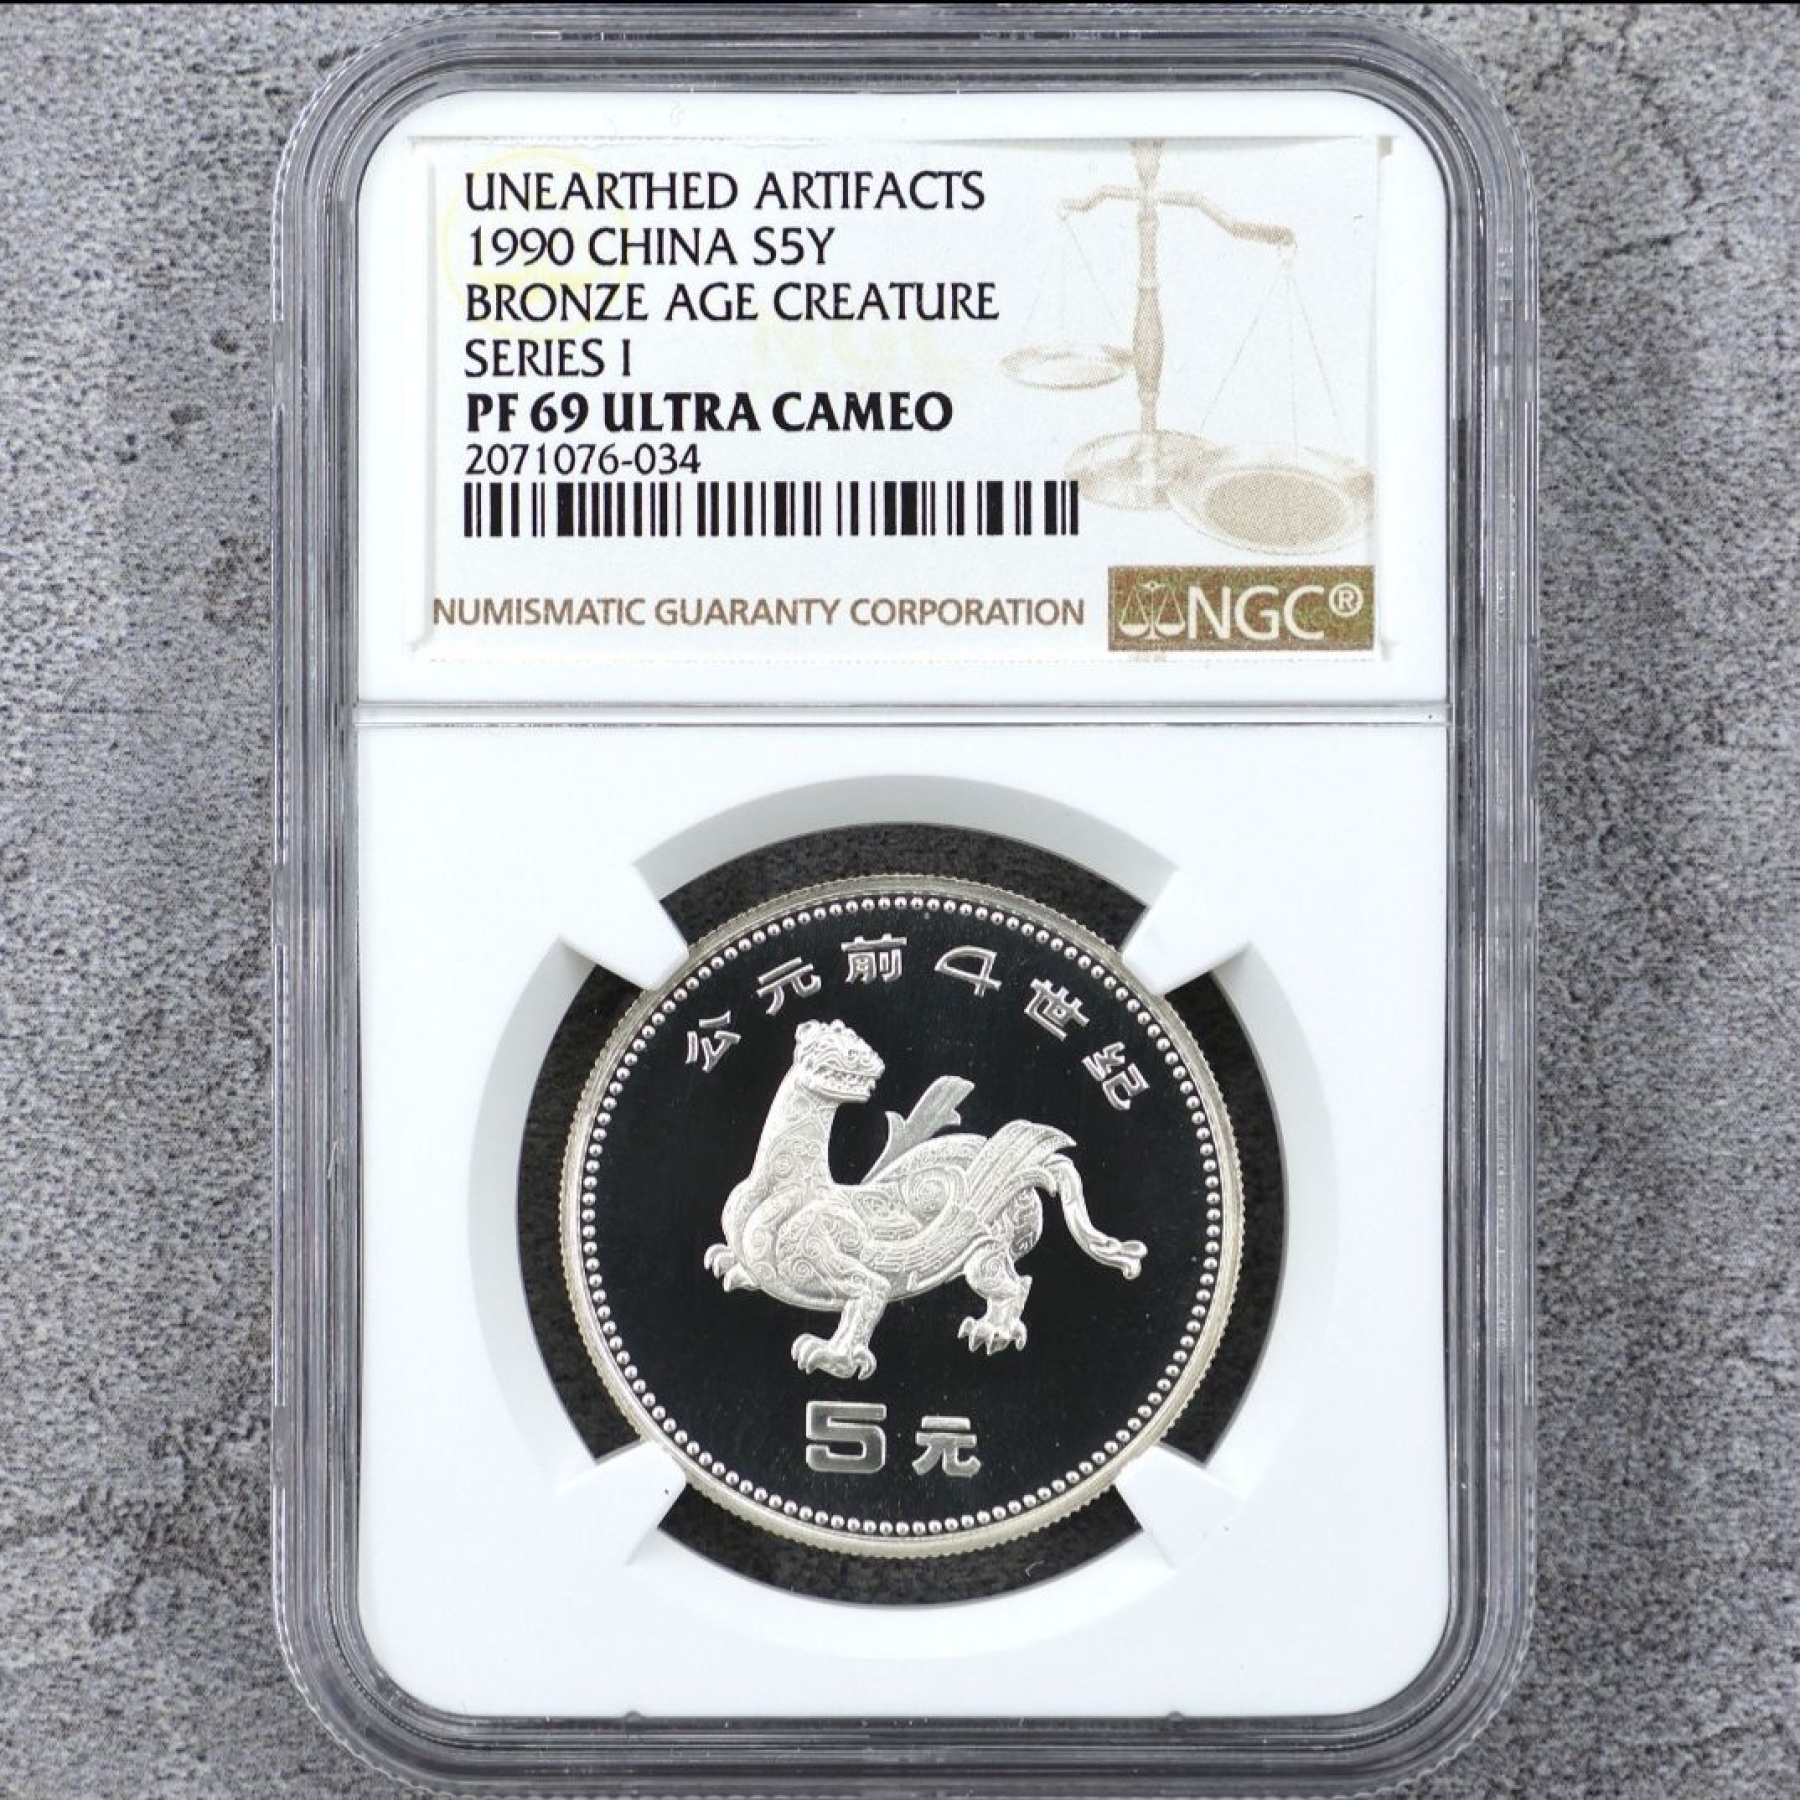 UNEARTHED ARTIFACTS
1990 CHINA S5Y
BRONZE AGE CREATURE
SERIES I
PF 69 ULTRA CAMEO
2071076-034
NUMISMATIC GUARANTY CORPORATION
NGC®
公元前4世纪
5元